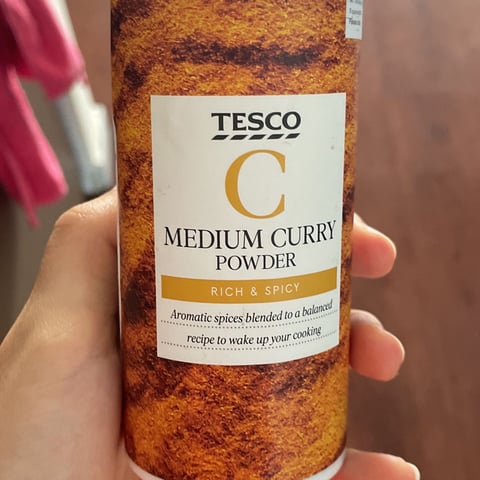 TESCO
C
MEDIUM CURRY
POWDER
RICH & SPICY
Aromatic spices blended to a balanced
recipe to wake up your cooking